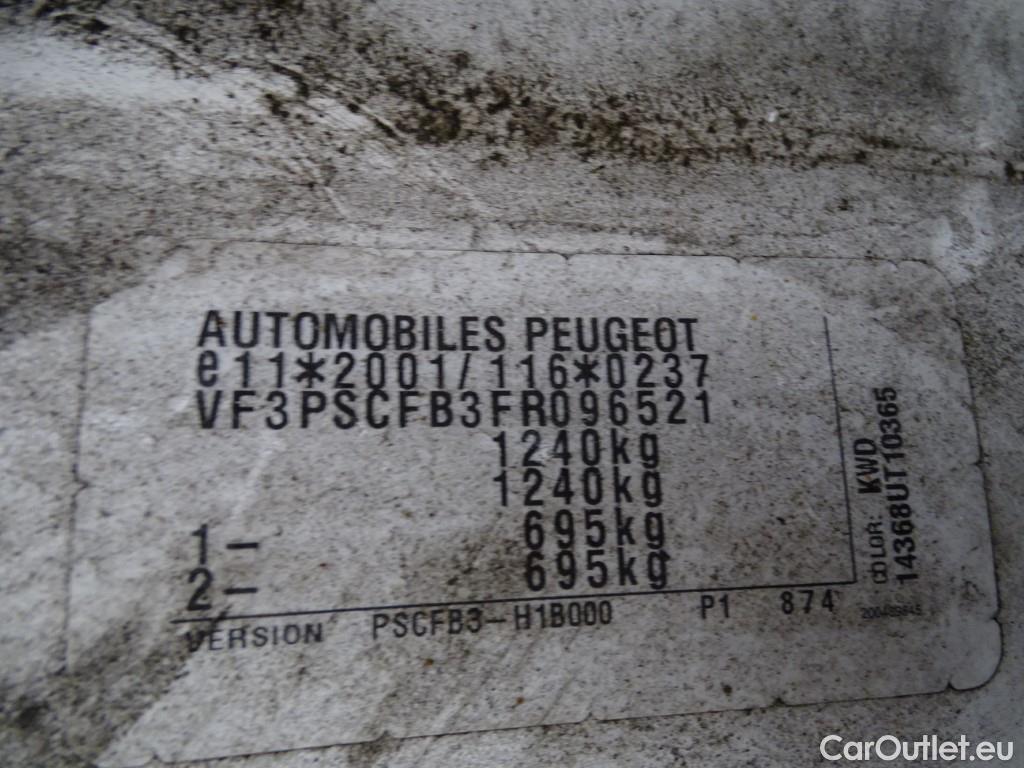 AUTOMOBILES PEUGEOT
e11*2001/116*0237
VF3PSCFB3FR096521
1240kg
1240kg
1- 695kg
2- 695kg
VERSION PSCFB3-H1B000 P1 874
COLOR: KWD
14368UT10365
CarOutlet.eu